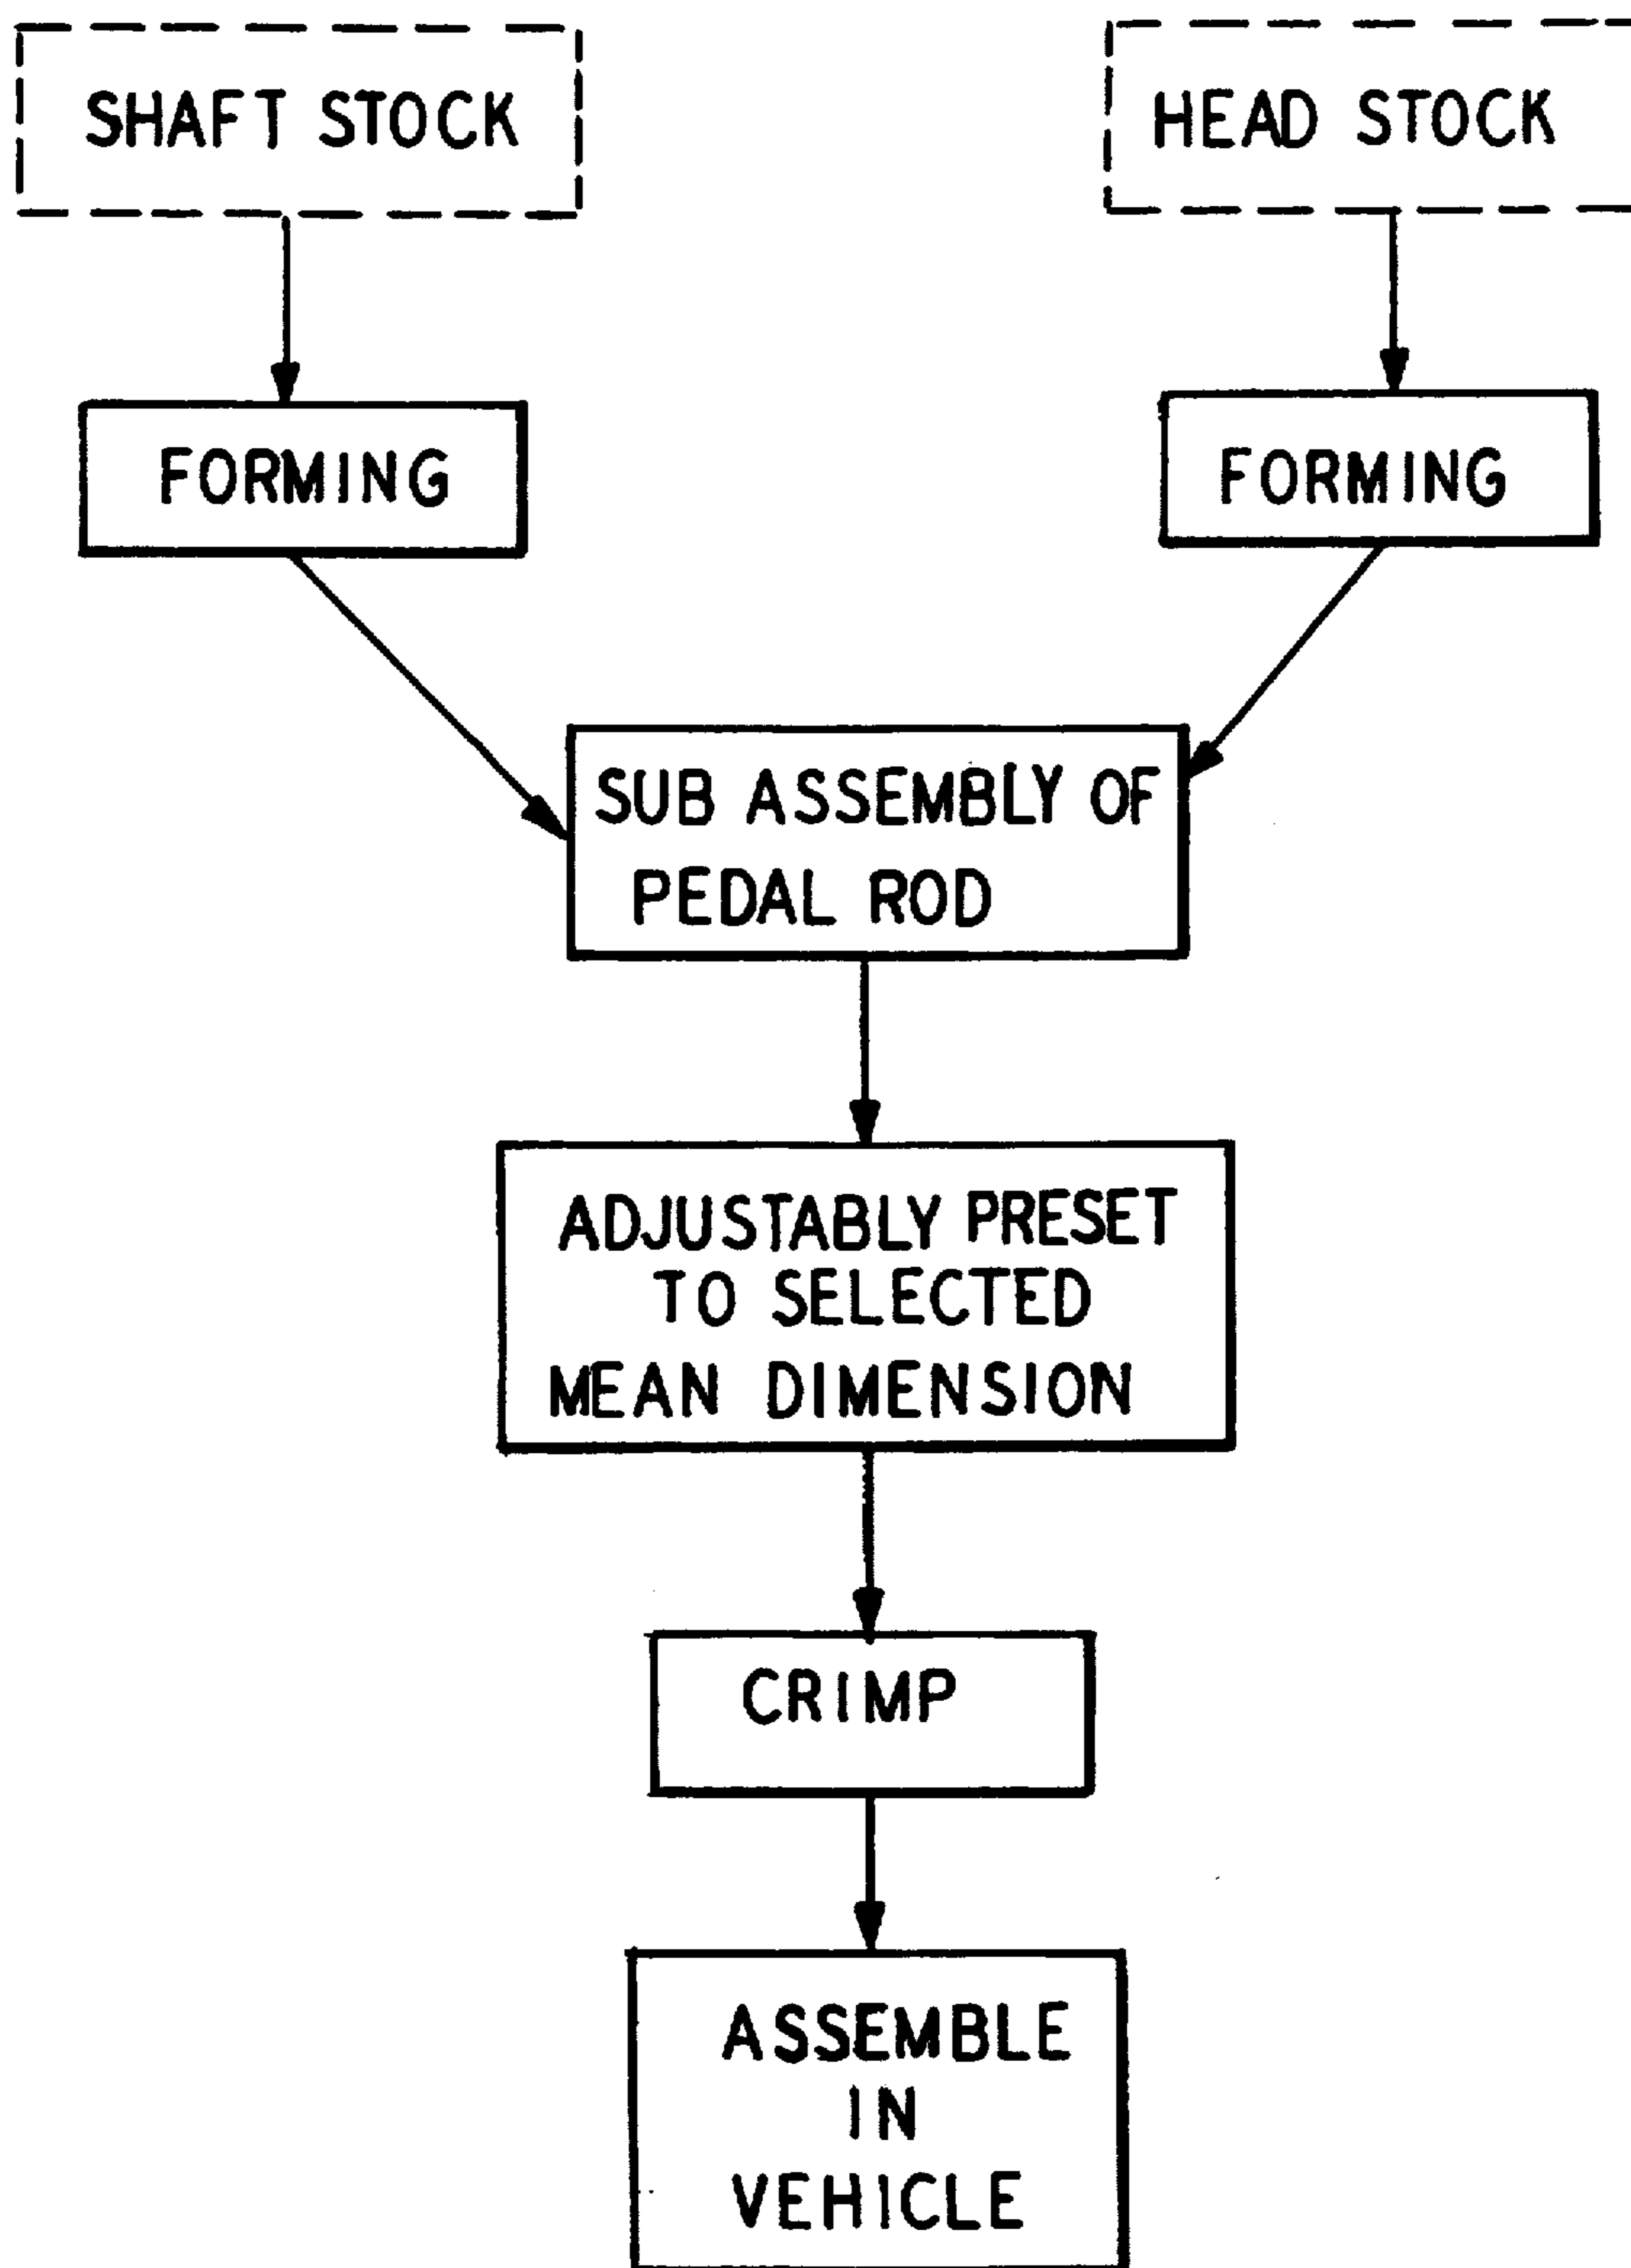 SHAFT STOCK
HEAD STOCK
FORMING
FORMING
SUB ASSEMBLY OF
PEDAL ROD
ADJUSTABLY PRESET
TO SELECTED
MEAN DIMENSION
CRIMP
ASSEMBLE
IN
VEHICLE